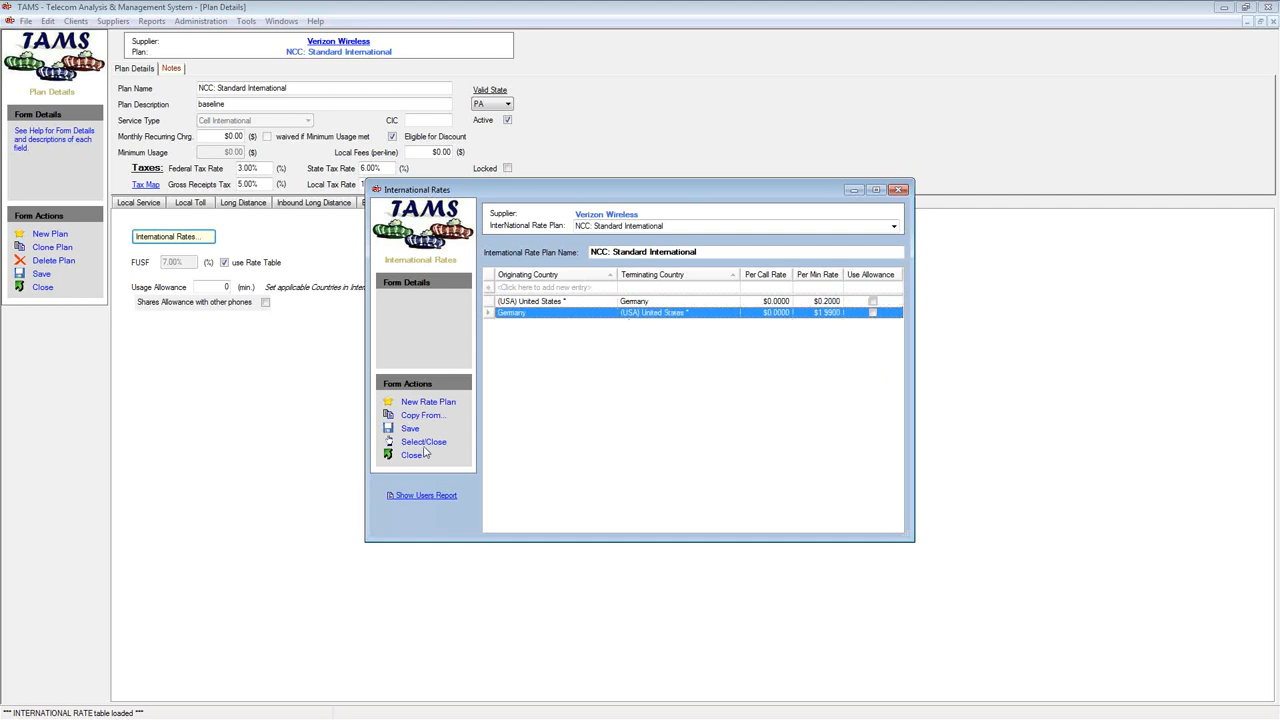 TAMS - Telecom Analysis & Management System - [Plan Details]
File Edit Clients Suppliers Reports Administration Tools Windows Help
TAMS
Plan Details
Form Details
See Help for Form Details
and descriptions of each
field.
Form Actions
New Plan
Clone Plan
Delete Plan
Save
Close
Supplier: Verizon Wireless
Plan: NCC: Standard International
Plan Details Notes
Plan Name NCC: Standard International Valid State
Plan Description baseline PA
Service Type Cell International CIC Active
Monthly Recurring Chrg. $0.00 ($) waived if Minimum Usage met Eligible for Discount
Minimum Usage $0.00 ($) Local Fees (per-line) $0.00 ($)
Taxes: Federal Tax Rate 3.00% (%) State Tax Rate 6.00% (%) Locked
Tax Map Gross Receipts Tax 5.00% (%) Local Tax Rate
Local Service Local Toll Long Distance Inbound Long Distance
International Rates...
FUSF 7.00% (%) use Rate Table
Usage Allowance 0 (min.) Set applicable Countries in
Shares Allowance with other phones
International Rates
TAMS
International Rates
Form Details
Form Actions
New Rate Plan
Copy From...
Save
Select/Close
Close
Show Users Report
Supplier: Verizon Wireless
InterNational Rate Plan: NCC: Standard International
International Rate Plan Name: NCC: Standard International
Originating Country Terminating Country Per Call Rate Per Min Rate Use Allowance
<Click here to add new entry>
(USA) United States * Germany $0.0000 $0.2000
Germany (USA) United States * $0.0000 $1.9900
*** INTERNATIONAL RATE table loaded ***